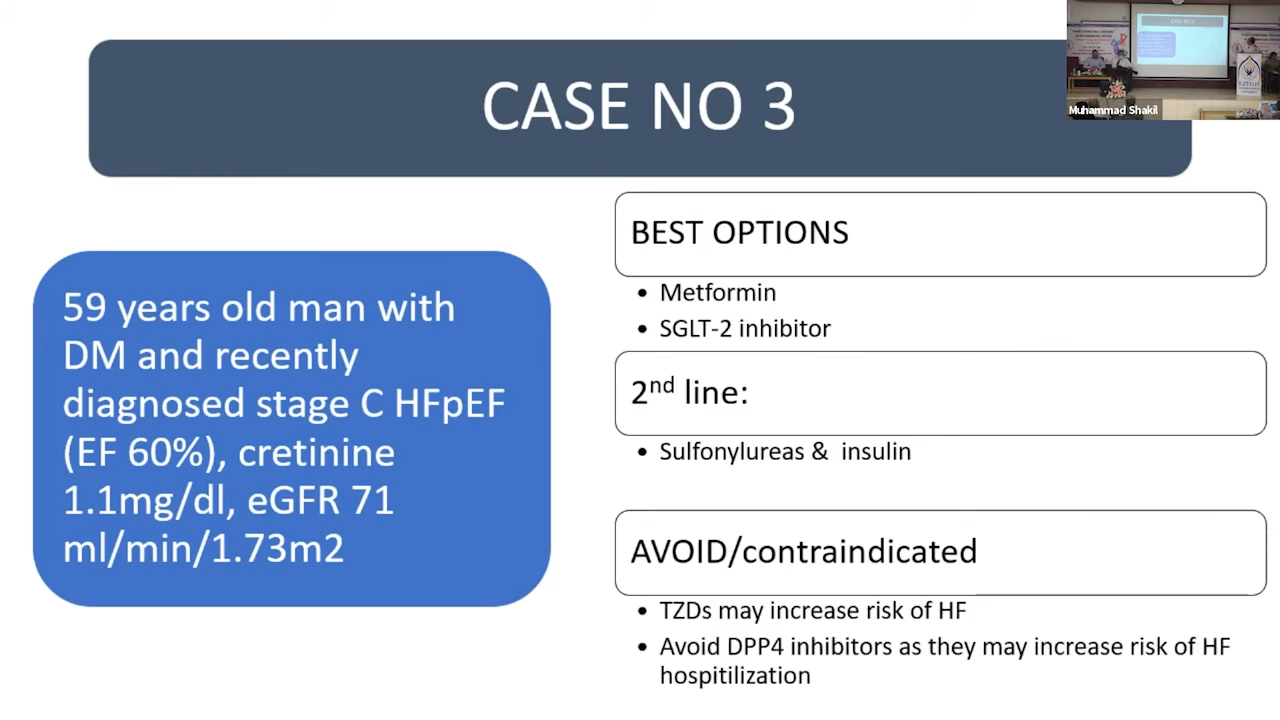 CASE NO 3
CASE NO 3
Muhammad Shakil
59 years old man with
DM and recently
diagnosed stage C HFpEF
(EF 60%), cretinine
1.1mg/dl, eGFR 71
ml/min/1.73m2
BEST OPTIONS
• Metformin
• SGLT-2 inhibitor
2nd line:
• Sulfonylureas & insulin
AVOID/contraindicated
• TZDs may increase risk of HF
• Avoid DPP4 inhibitors as they may increase risk of HF
hospitilization